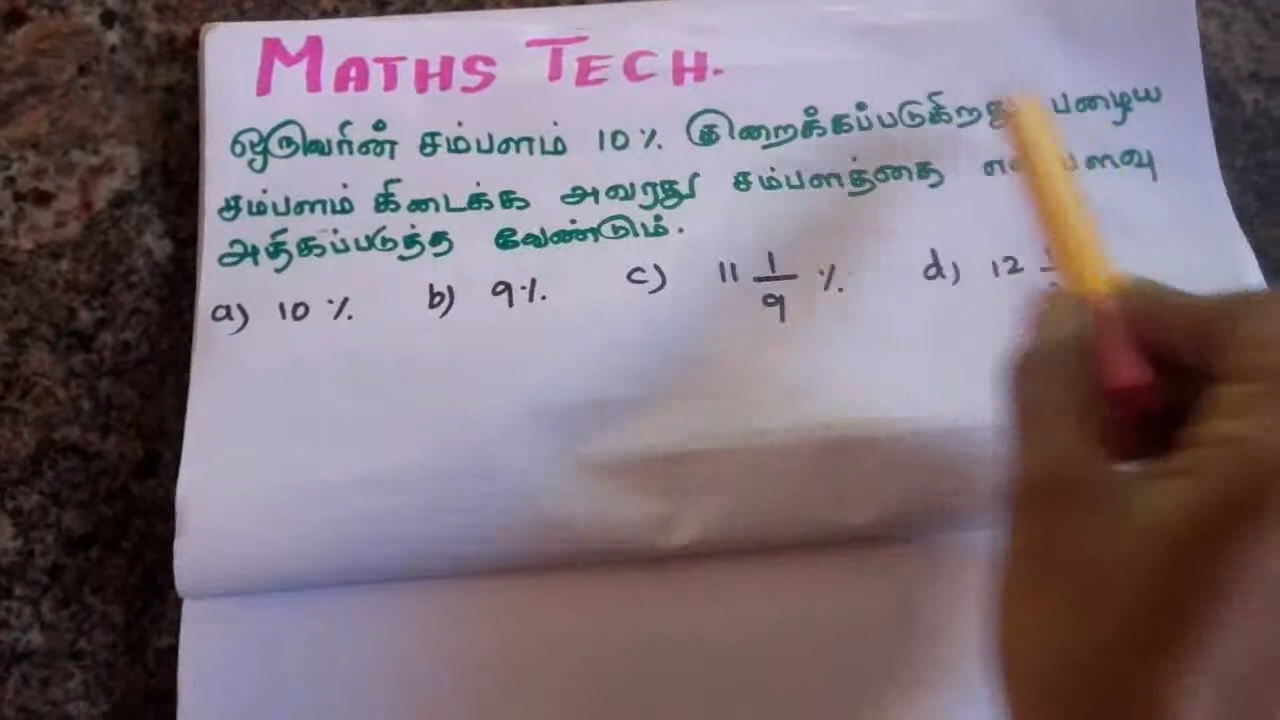 MATHS TECH.
ஒருவரின் சம்பளம் 10% குறைக்கப்படுகிறது பழைய
சம்பளம் கிடைக்க அவரது சம்பளத்தை
அதிகப்படுத்த வேண்டும்.
a) 10% b) 9% c) 11 1/9 % d) 12